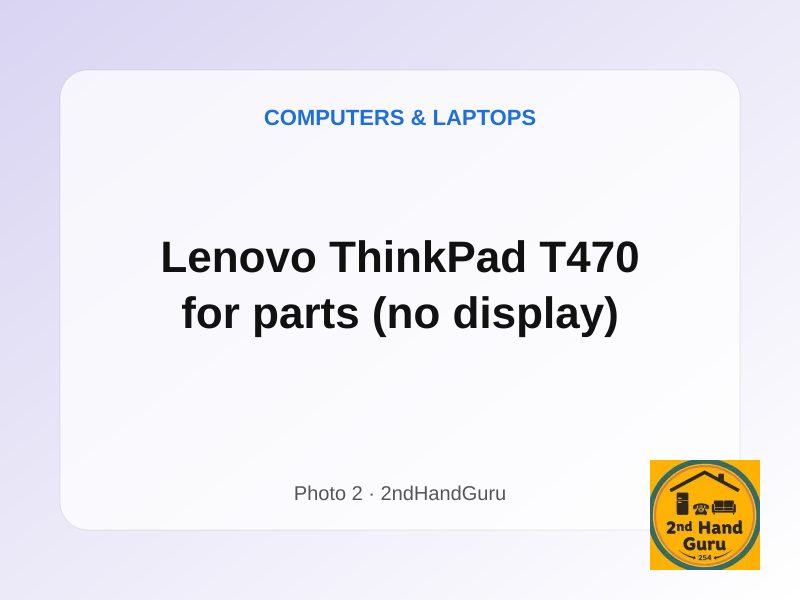 COMPUTERS & LAPTOPS
Lenovo ThinkPad T470
for parts (no display)
Photo 2 · 2ndHandGuru
2nd Hand
Guru
254